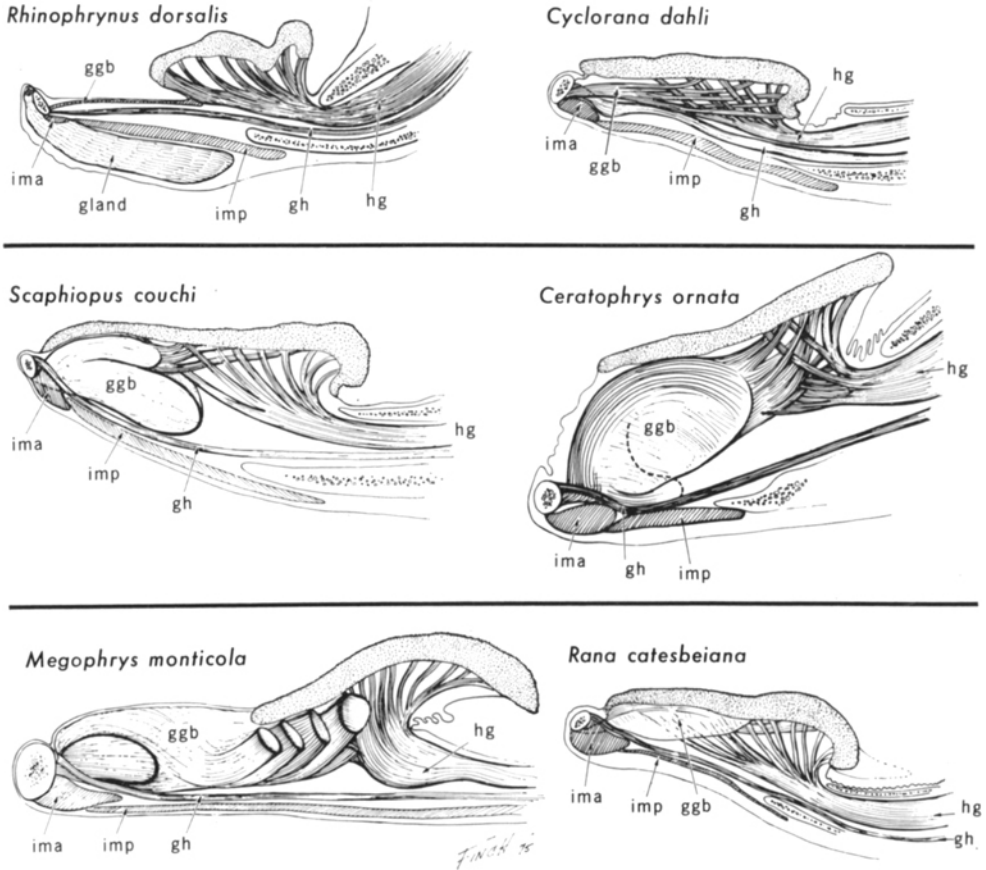 Rhinophrynus dorsalis
ggb
ima
gland
imp
gh
hg
Cyclorana dahli
hg
ima
ggb
imp
gh
Scaphiopus couchi
ggb
ima
imp
gh
hg
Ceratophrys ornata
ggb
hg
ima
gh
imp
Megophrys monticola
ggb
hg
ima
imp
gh
Rana catesbeiana
ima
imp
ggb
hg
gh